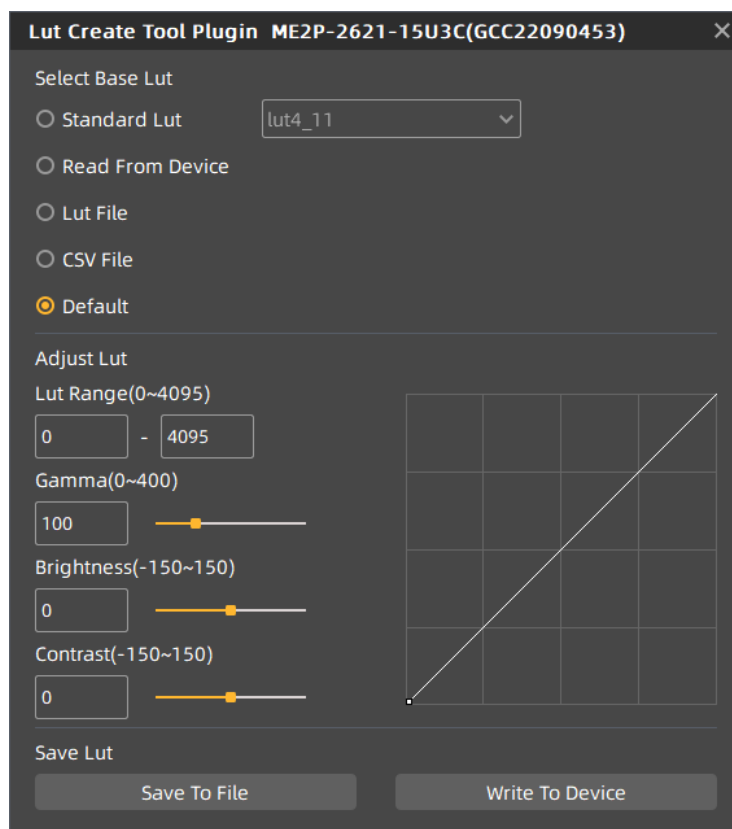 Lut Create Tool Plugin ME2P-2621-15U3C(GCC22090453)
Select Base Lut
Standard Lut lut4_11
Read From Device
Lut File
CSV File
Default
Adjust Lut
Lut Range(0~4095)
0 - 4095
Gamma(0~400)
100
Brightness(-150~150)
0
Contrast(-150~150)
0
Save Lut
Save To File Write To Device